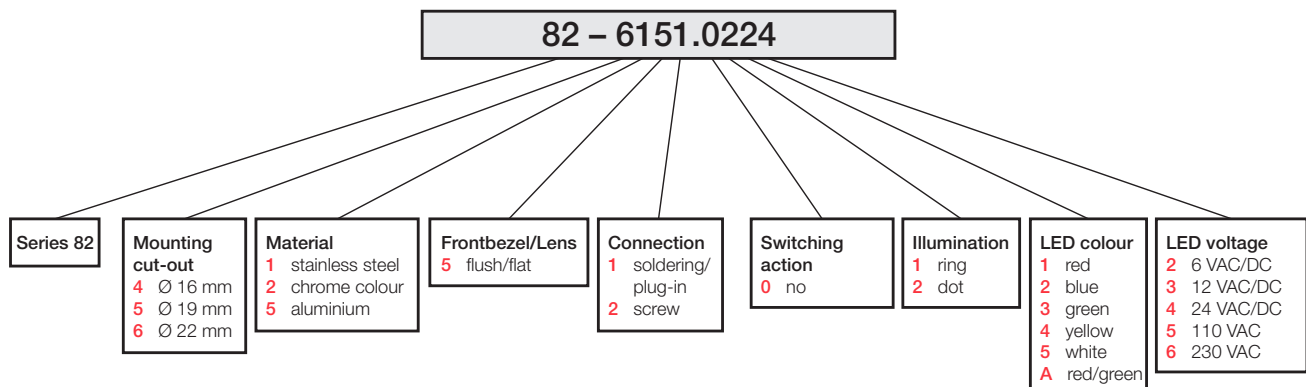 82 – 6151.0224
Series 82
Mounting
cut-out
4 Ø 16 mm
5 Ø 19 mm
6 Ø 22 mm
Material
1 stainless steel
2 chrome colour
5 aluminium
Frontbezel/Lens
5 flush/flat
Connection
1 soldering/
plug-in
2 screw
Switching
action
0 no
Illumination
1 ring
2 dot
LED colour
1 red
2 blue
3 green
4 yellow
5 white
A red/green
LED voltage
2 6 VAC/DC
3 12 VAC/DC
4 24 VAC/DC
5 110 VAC
6 230 VAC